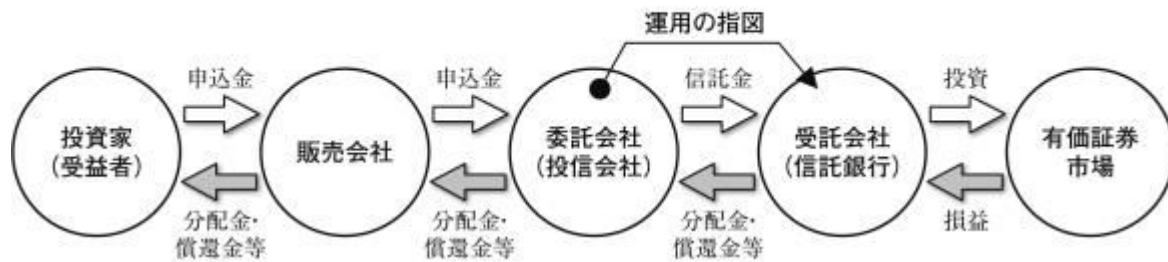 運用の指図
申込金
申込金
信託金
投資
投資家
(受益者)
販売会社
委託会社
(投信会社)
受託会社
(信託銀行)
有価証券
市場
分配金・
償還金等
分配金・
償還金等
分配金・
償還金等
損益